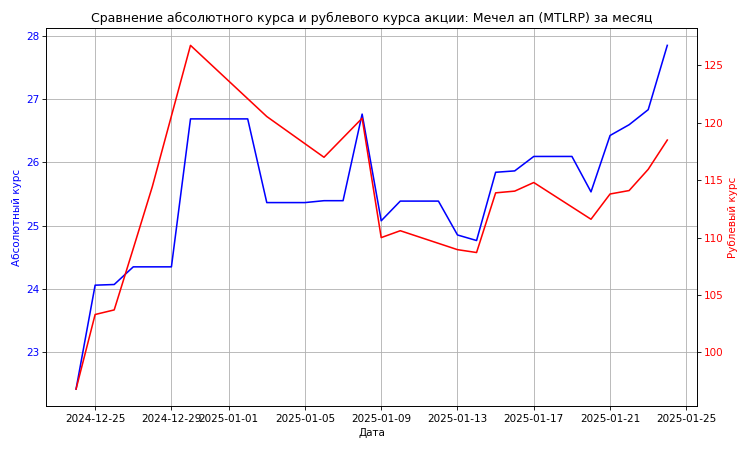 Сравнение абсолютного курса и рублевого курса акции: Мечел ап (MTLRP) за месяц
28
27
26
25
24
23
Абсолютный курс
125
120
115
110
105
100
Рублевый курс
2024-12-25 2024-12-29 2025-01-01 2025-01-05 2025-01-09 2025-01-13 2025-01-17 2025-01-21 2025-01-25
Дата